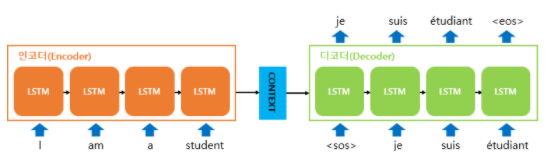 je suis étudiant <eos>
인코더(Encoder) 디코더(Decoder)
LSTM LSTM LSTM LSTM CONTEXT LSTM LSTM LSTM LSTM
I am a student <sos> je suis étudiant